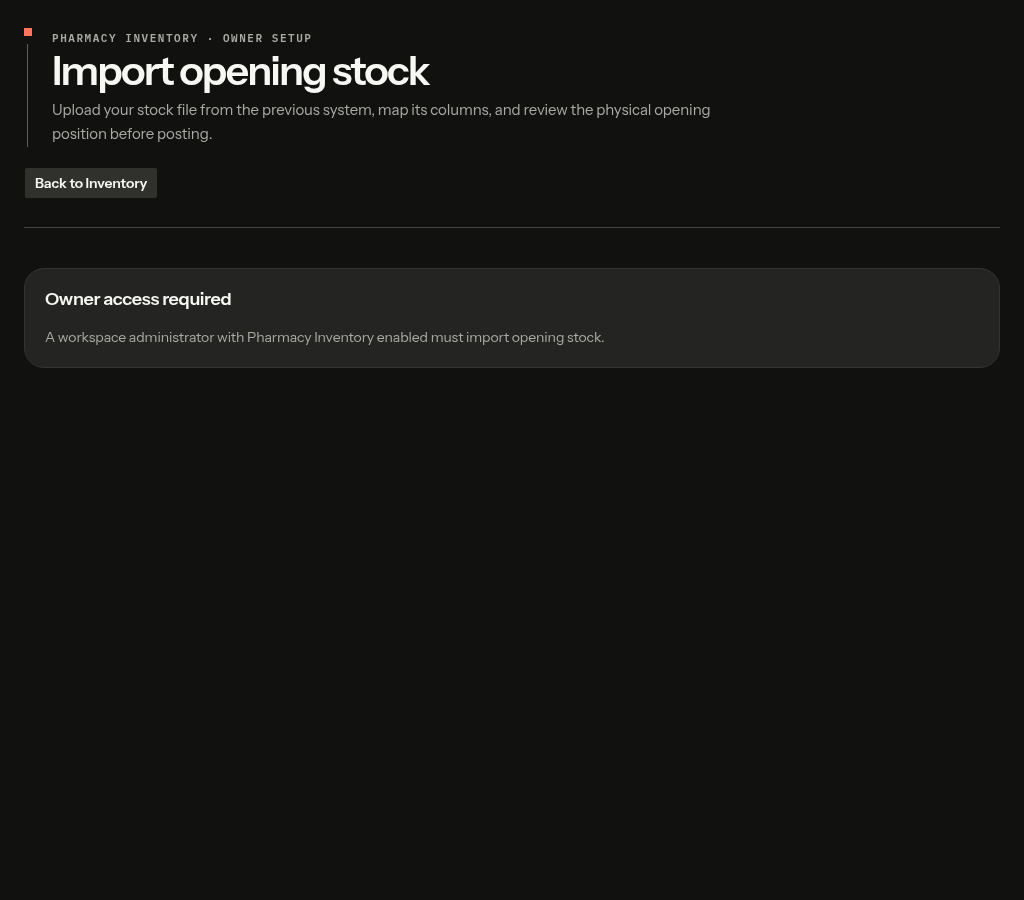 PHARMACY INVENTORY · OWNER SETUP
Import opening stock
Upload your stock file from the previous system, map its columns, and review the physical opening
position before posting.
Back to Inventory
Owner access required
A workspace administrator with Pharmacy Inventory enabled must import opening stock.